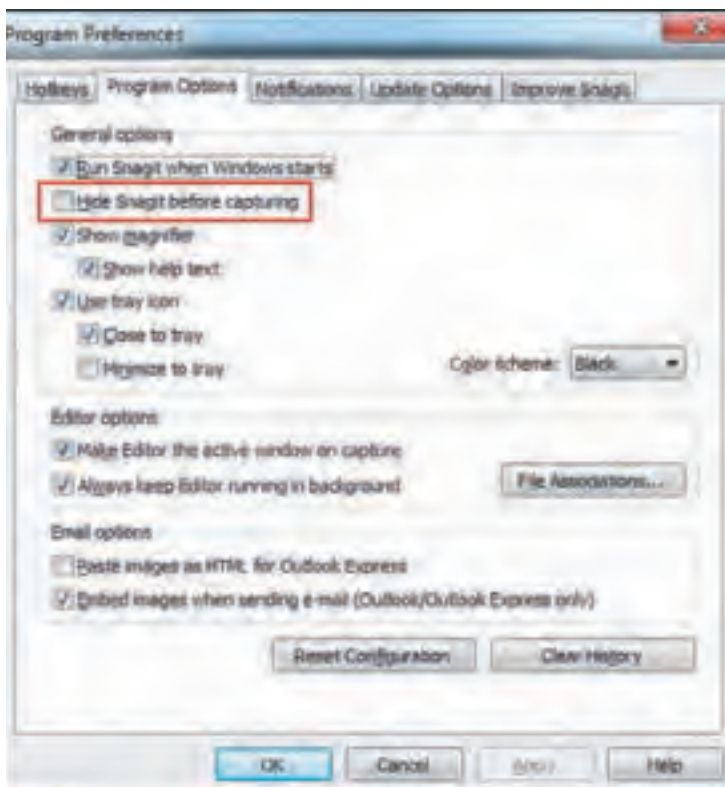 Program Preferences
Hotkeys Program Options Notifications Update Options Improve Snagit
General options
Run Snagit when Windows starts
Hide Snagit before capturing
Show magnifier
Show help text
Use tray icon
Close to tray
Minimize to tray
Color scheme: Black
Editor options
Make Editor the active window on capture
Always keep Editor running in background
File Associations...
Email options
Paste images as HTML for Outlook Express
Embed images when sending e-mail (Outlook/Outlook Express only)
Reset Configuration Clear History
OK Cancel Apply Help